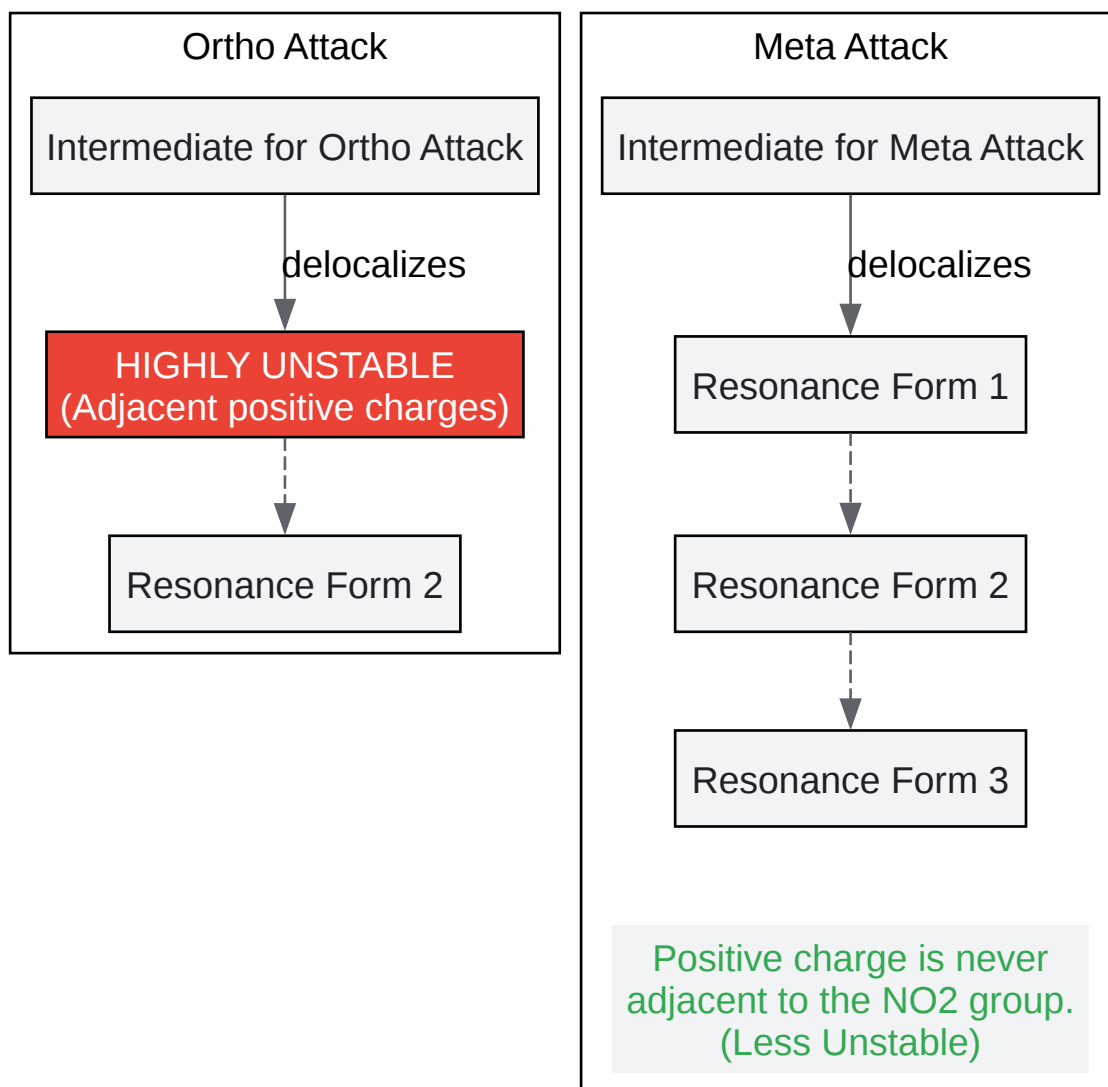 Ortho Attack
Intermediate for Ortho Attack
delocalizes
HIGHLY UNSTABLE
(Adjacent positive charges)
Resonance Form 2
Meta Attack
Intermediate for Meta Attack
delocalizes
Resonance Form 1
Resonance Form 2
Resonance Form 3
Positive charge is never
adjacent to the NO2 group.
(Less Unstable)